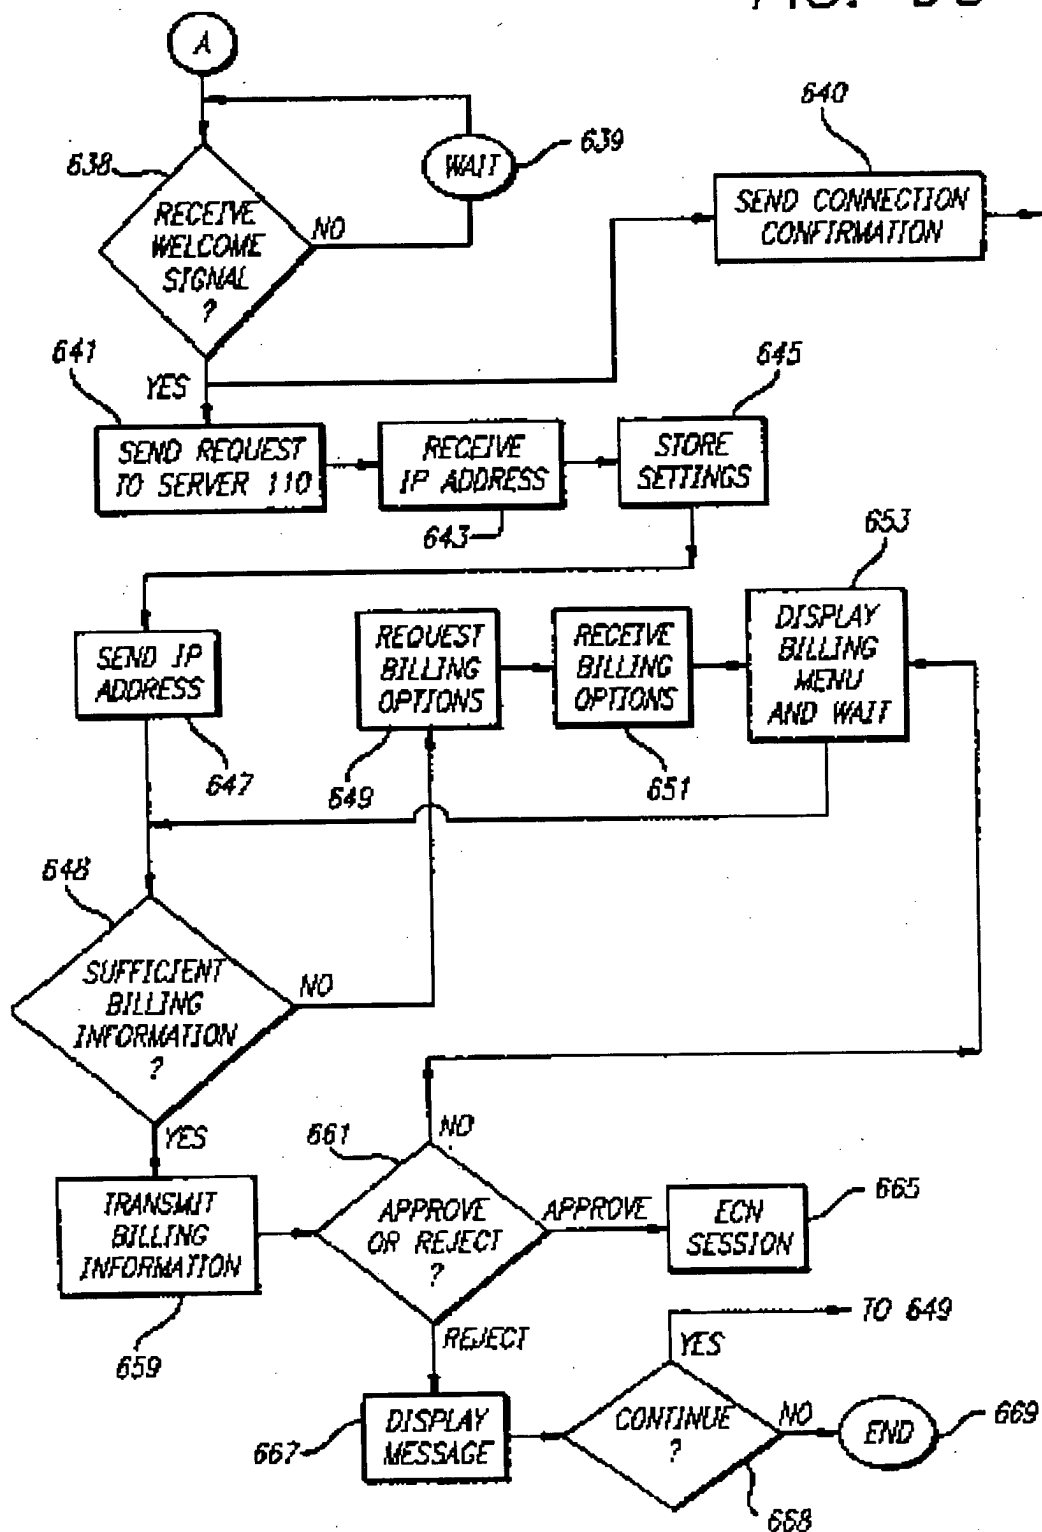 A
640
638
WAIT
639
RECEIVE
WELCOME
SIGNAL
?
NO
SEND CONNECTION
CONFIRMATION
641
YES
645
SEND REQUEST
TO SERVER 110
RECEIVE
IP ADDRESS
STORE
SETTINGS
643
653
SEND IP
ADDRESS
REQUEST
BILLING
OPTIONS
RECEIVE
BILLING
OPTIONS
DISPLAY
BILLING
MENU
AND WAIT
647
649
651
648
SUFFICIENT
BILLING
INFORMATION
?
NO
YES
661
NO
TRANSMIT
BILLING
INFORMATION
APPROVE
OR REJECT
?
APPROVE
ECN
SESSION
665
659
REJECT
YES
TO 649
667
DISPLAY
MESSAGE
CONTINUE
?
NO
END
669
668